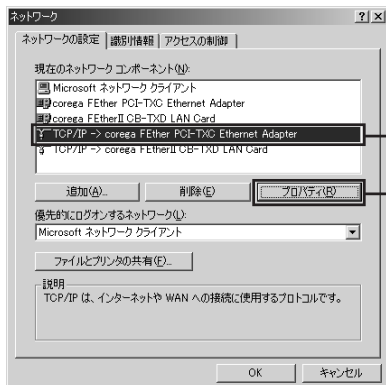 ネットワーク
ネットワークの設定 識別情報 アクセスの制御
現在のネットワーク コンポーネント(N):
Microsoft ネットワーク クライアント
corega FEther PCI-TXC Ethernet Adapter
corega FEtherII CB-TXD LAN Card
TCP/IP -> corega FEther PCI-TXC Ethernet Adapter
TCP/IP -> corega FEtherII CB-TXD LAN Card
追加(A)... 削除(E) プロパティ(R)
優先的にログオンするネットワーク(L):
Microsoft ネットワーク クライアント
ファイルとプリンタの共有(F)...
説明
TCP/IP は、インターネットや WAN への接続に使用するプロトコルです。
OK キャンセル